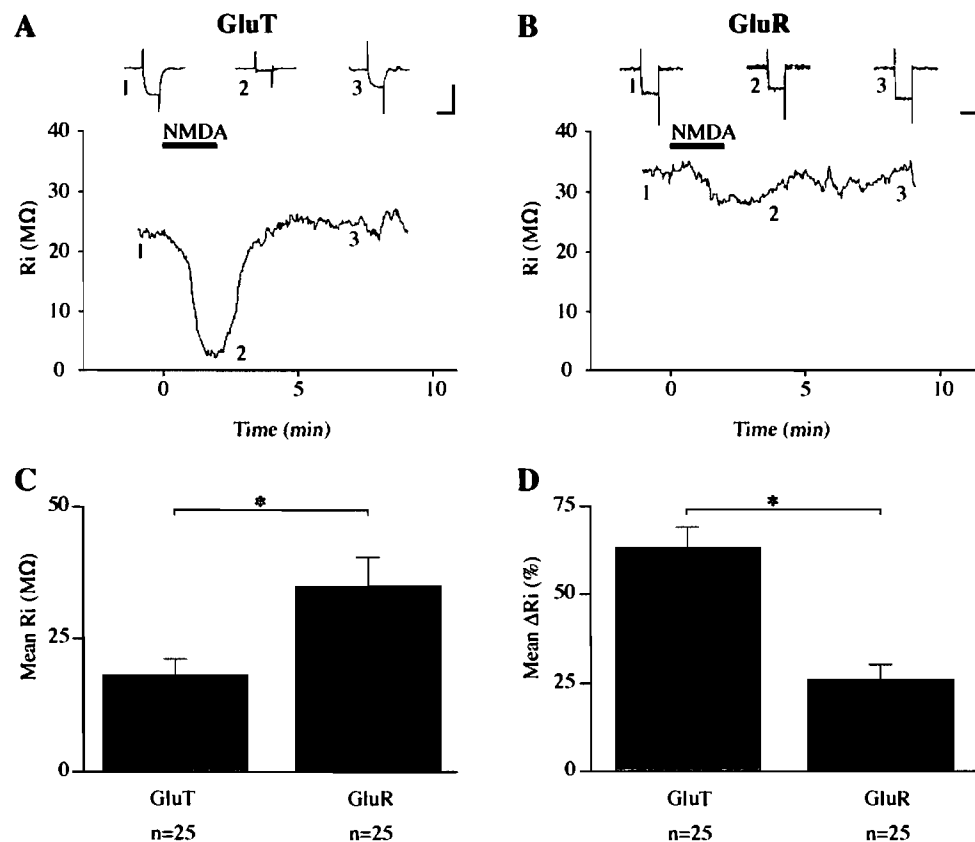 A
GluT
1
2
3
NMDA
40
30
20
10
0
Ri (MΩ)
1
2
3
0
5
10
Time (min)
B
GluR
1
2
3
NMDA
40
30
20
10
0
Ri (MΩ)
1
2
3
0
5
10
Time (min)
C
50
25
0
Mean Ri (MΩ)
*
GluT
GluR
n=25
n=25
D
75
50
25
0
Mean ΔRi (%)
*
GluT
GluR
n=25
n=25